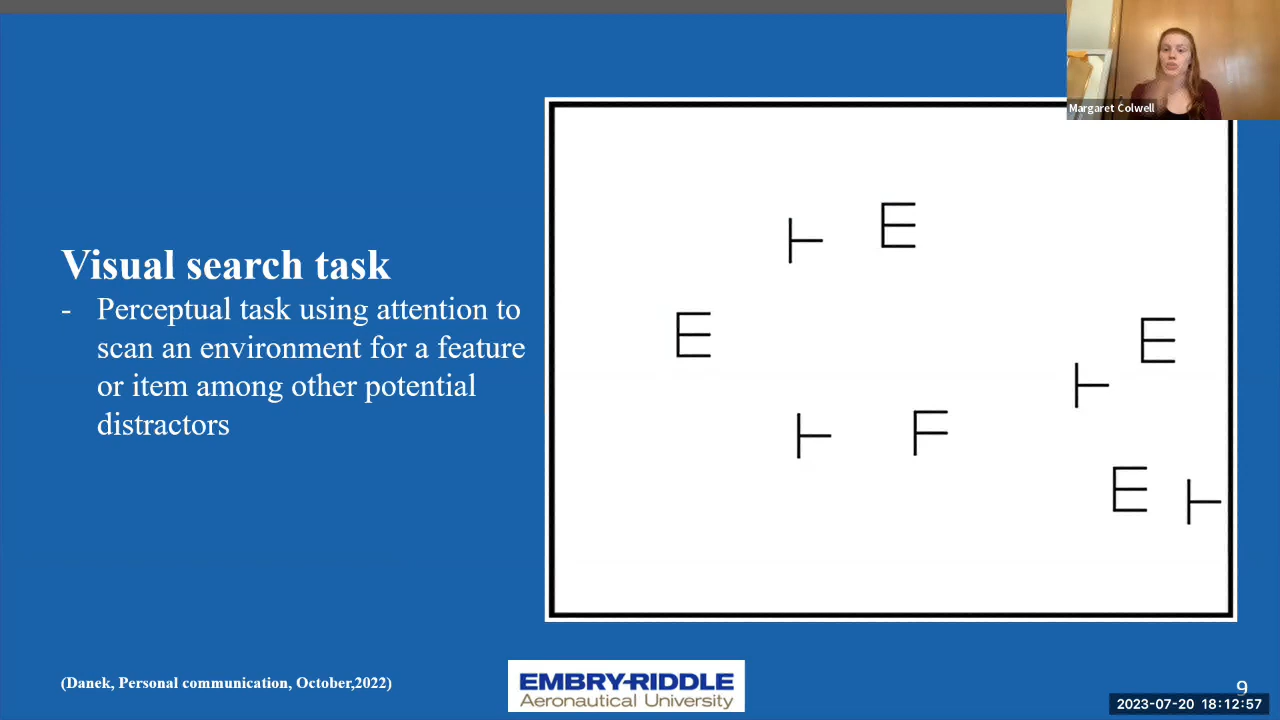 Margaret Colwell
Visual search task
- Perceptual task using attention to
scan an environment for a feature
or item among other potential
distractors
E
E
E
F
E
(Danek, Personal communication, October,2022)
EMBRY-RIDDLE
Aeronautical University
9
2023-07-20 18:12:57